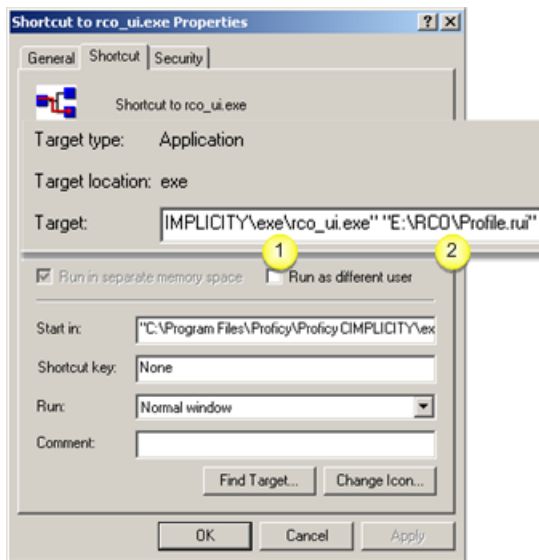 Shortcut to rco_ui.exe Properties
General Shortcut Security
Shortcut to rco_ui.exe
Target type: Application
Target location: exe
Target: IMPLICITY\exe\rco_ui.exe" "E:\RCO\Profile.rui"
1 2
Run in separate memory space Run as different user
Start in: "C:\Program Files\Proficy\Proficy CIMPLICITY\ex
Shortcut key: None
Run: Normal window
Comment:
Find Target... Change Icon...
OK Cancel Apply